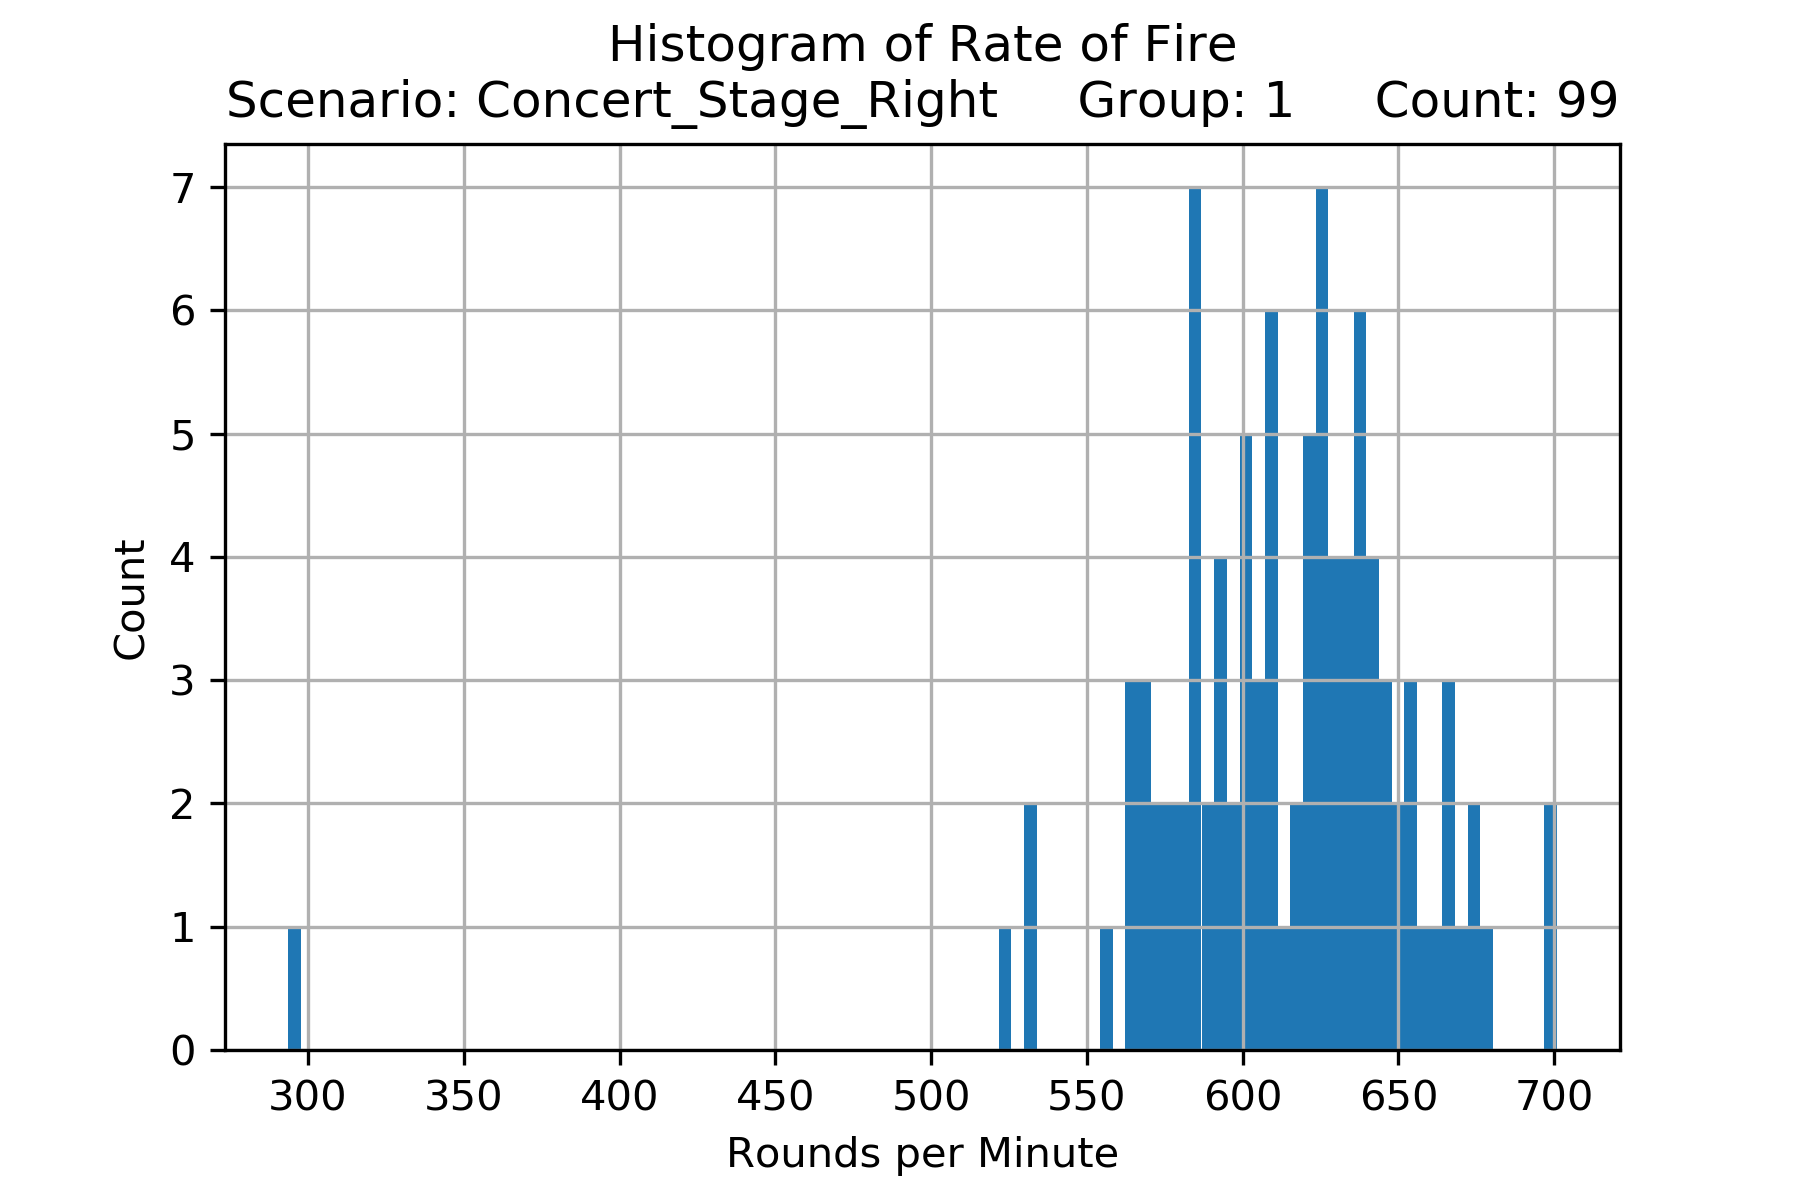 Histogram of Rate of Fire
Scenario: Concert_Stage_Right Group: 1 Count: 99
7
6
5
4
3
2
1
0
Count
300 350 400 450 500 550 600 650 700
Rounds per Minute